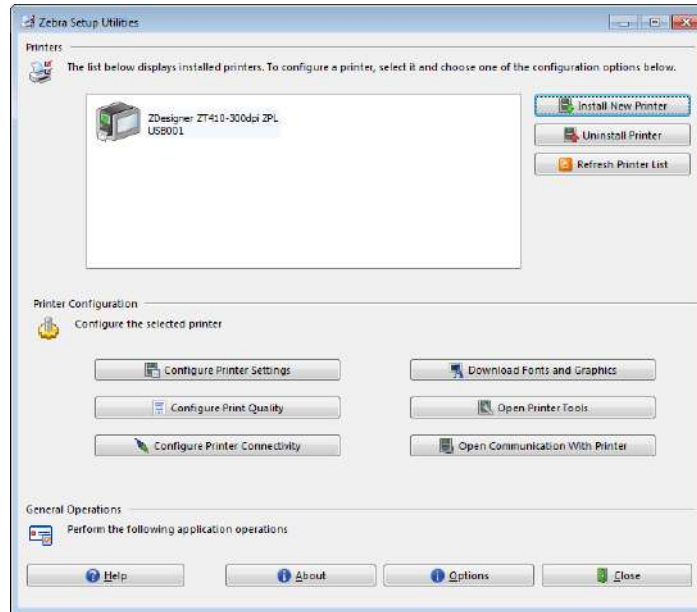 Zebra Setup Utilities
Printers
The list below displays installed printers. To configure a printer, select it and choose one of the configuration options below.
ZDesigner ZT410-300dpi ZPL
USB001
Install New Printer
Uninstall Printer
Refresh Printer List
Printer Configuration
Configure the selected printer
Configure Printer Settings
Download Fonts and Graphics
Configure Print Quality
Open Printer Tools
Configure Printer Connectivity
Open Communication With Printer
General Operations
Perform the following application operations
Help
About
Options
Close